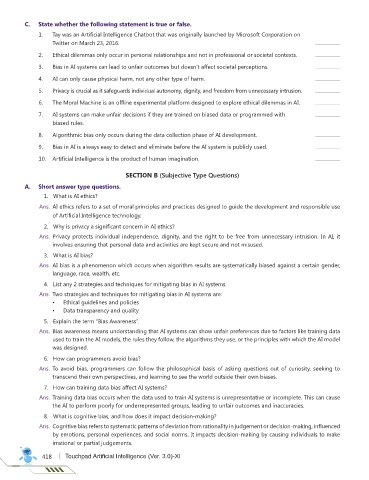 C. State whether the following statement is true or false.
1. Tay was an Artificial Intelligence Chatbot that was originally launched by Microsoft Corporation on
Twitter on March 23, 2016.
2. Ethical dilemmas only occur in personal relationships and not in professional or societal contexts.
3. Bias in AI systems can lead to unfair outcomes but doesn't affect societal perceptions.
4. AI can only cause physical harm, not any other type of harm.
5. Privacy is crucial as it safeguards individual autonomy, dignity, and freedom from unnecessary intrusion.
6. The Moral Machine is an offline experimental platform designed to explore ethical dilemmas in AI.
7. AI systems can make unfair decisions if they are trained on biased data or programmed with
biased rules.
8. Algorithmic bias only occurs during the data collection phase of AI development.
9. Bias in AI is always easy to detect and eliminate before the AI system is publicly used.
10. Artificial Intelligence is the product of human imagination.
SECTION B (Subjective Type Questions)
A. Short answer type questions.
1. What is AI ethics?
Ans. AI ethics refers to a set of moral principles and practices designed to guide the development and responsible use
of Artificial Intelligence technology.
2. Why is privacy a significant concern in AI ethics?
Ans. Privacy protects individual independence, dignity, and the right to be free from unnecessary intrusion. In AI, it
involves ensuring that personal data and activities are kept secure and not misused.
3. What is AI bias?
Ans. AI bias is a phenomenon which occurs when algorithm results are systematically biased against a certain gender,
language, race, wealth, etc.
4. List any 2 strategies and techniques for mitigating bias in AI systems.
Ans. Two strategies and techniques for mitigating bias in AI systems are:
• Ethical guidelines and policies
• Data transparency and quality
5. Explain the term "Bias Awareness".
Ans. Bias awareness means understanding that AI systems can show unfair preferences due to factors like training data
used to train the AI models, the rules they follow, the algorithms they use, or the principles with which the AI model
was designed.
6. How can programmers avoid bias?
Ans. To avoid bias, programmers can follow the philosophical basis of asking questions out of curiosity, seeking to
transcend their own perspectives, and learning to see the world outside their own biases.
7. How can training data bias affect AI systems?
Ans. Training data bias occurs when the data used to train AI systems is unrepresentative or incomplete. This can cause
the AI to perform poorly for underrepresented groups, leading to unfair outcomes and inaccuracies.
8. What is cognitive bias, and how does it impact decision-making?
Ans. Cognitive bias refers to systematic patterns of deviation from rationality in judgement or decision-making, influenced
by emotions, personal experiences, and social norms. It impacts decision-making by causing individuals to make
irrational or partial judgements.
418 Touchpad Artificial Intelligence (Ver. 3.0)-XI